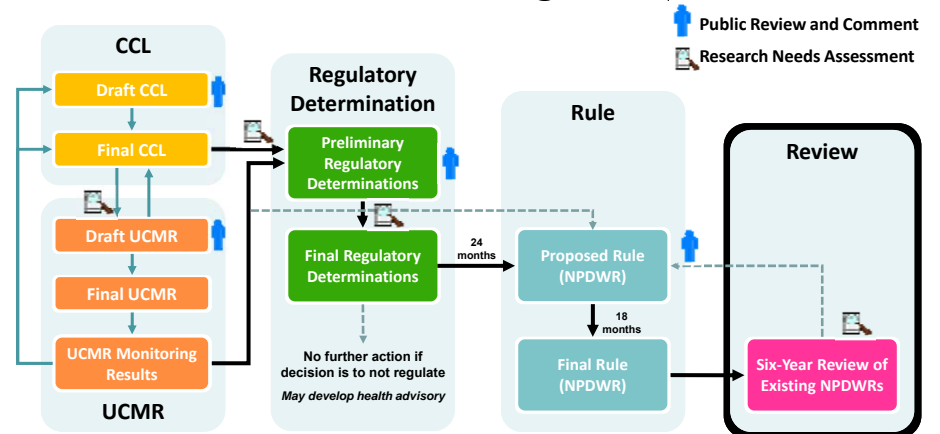 Public Review and Comment
Research Needs Assessment
CCL
Draft CCL
Final CCL
Draft UCMR
Final UCMR
UCMR Monitoring
Results
UCMR
Regulatory
Determination
Preliminary
Regulatory
Determinations
Final Regulatory
Determinations
No further action if
decision is to not regulate
May develop health advisory
24
months
Rule
Proposed Rule
(NPDWR)
18
months
Final Rule
(NPDWR)
Review
Six-Year Review of
Existing NPDWRs